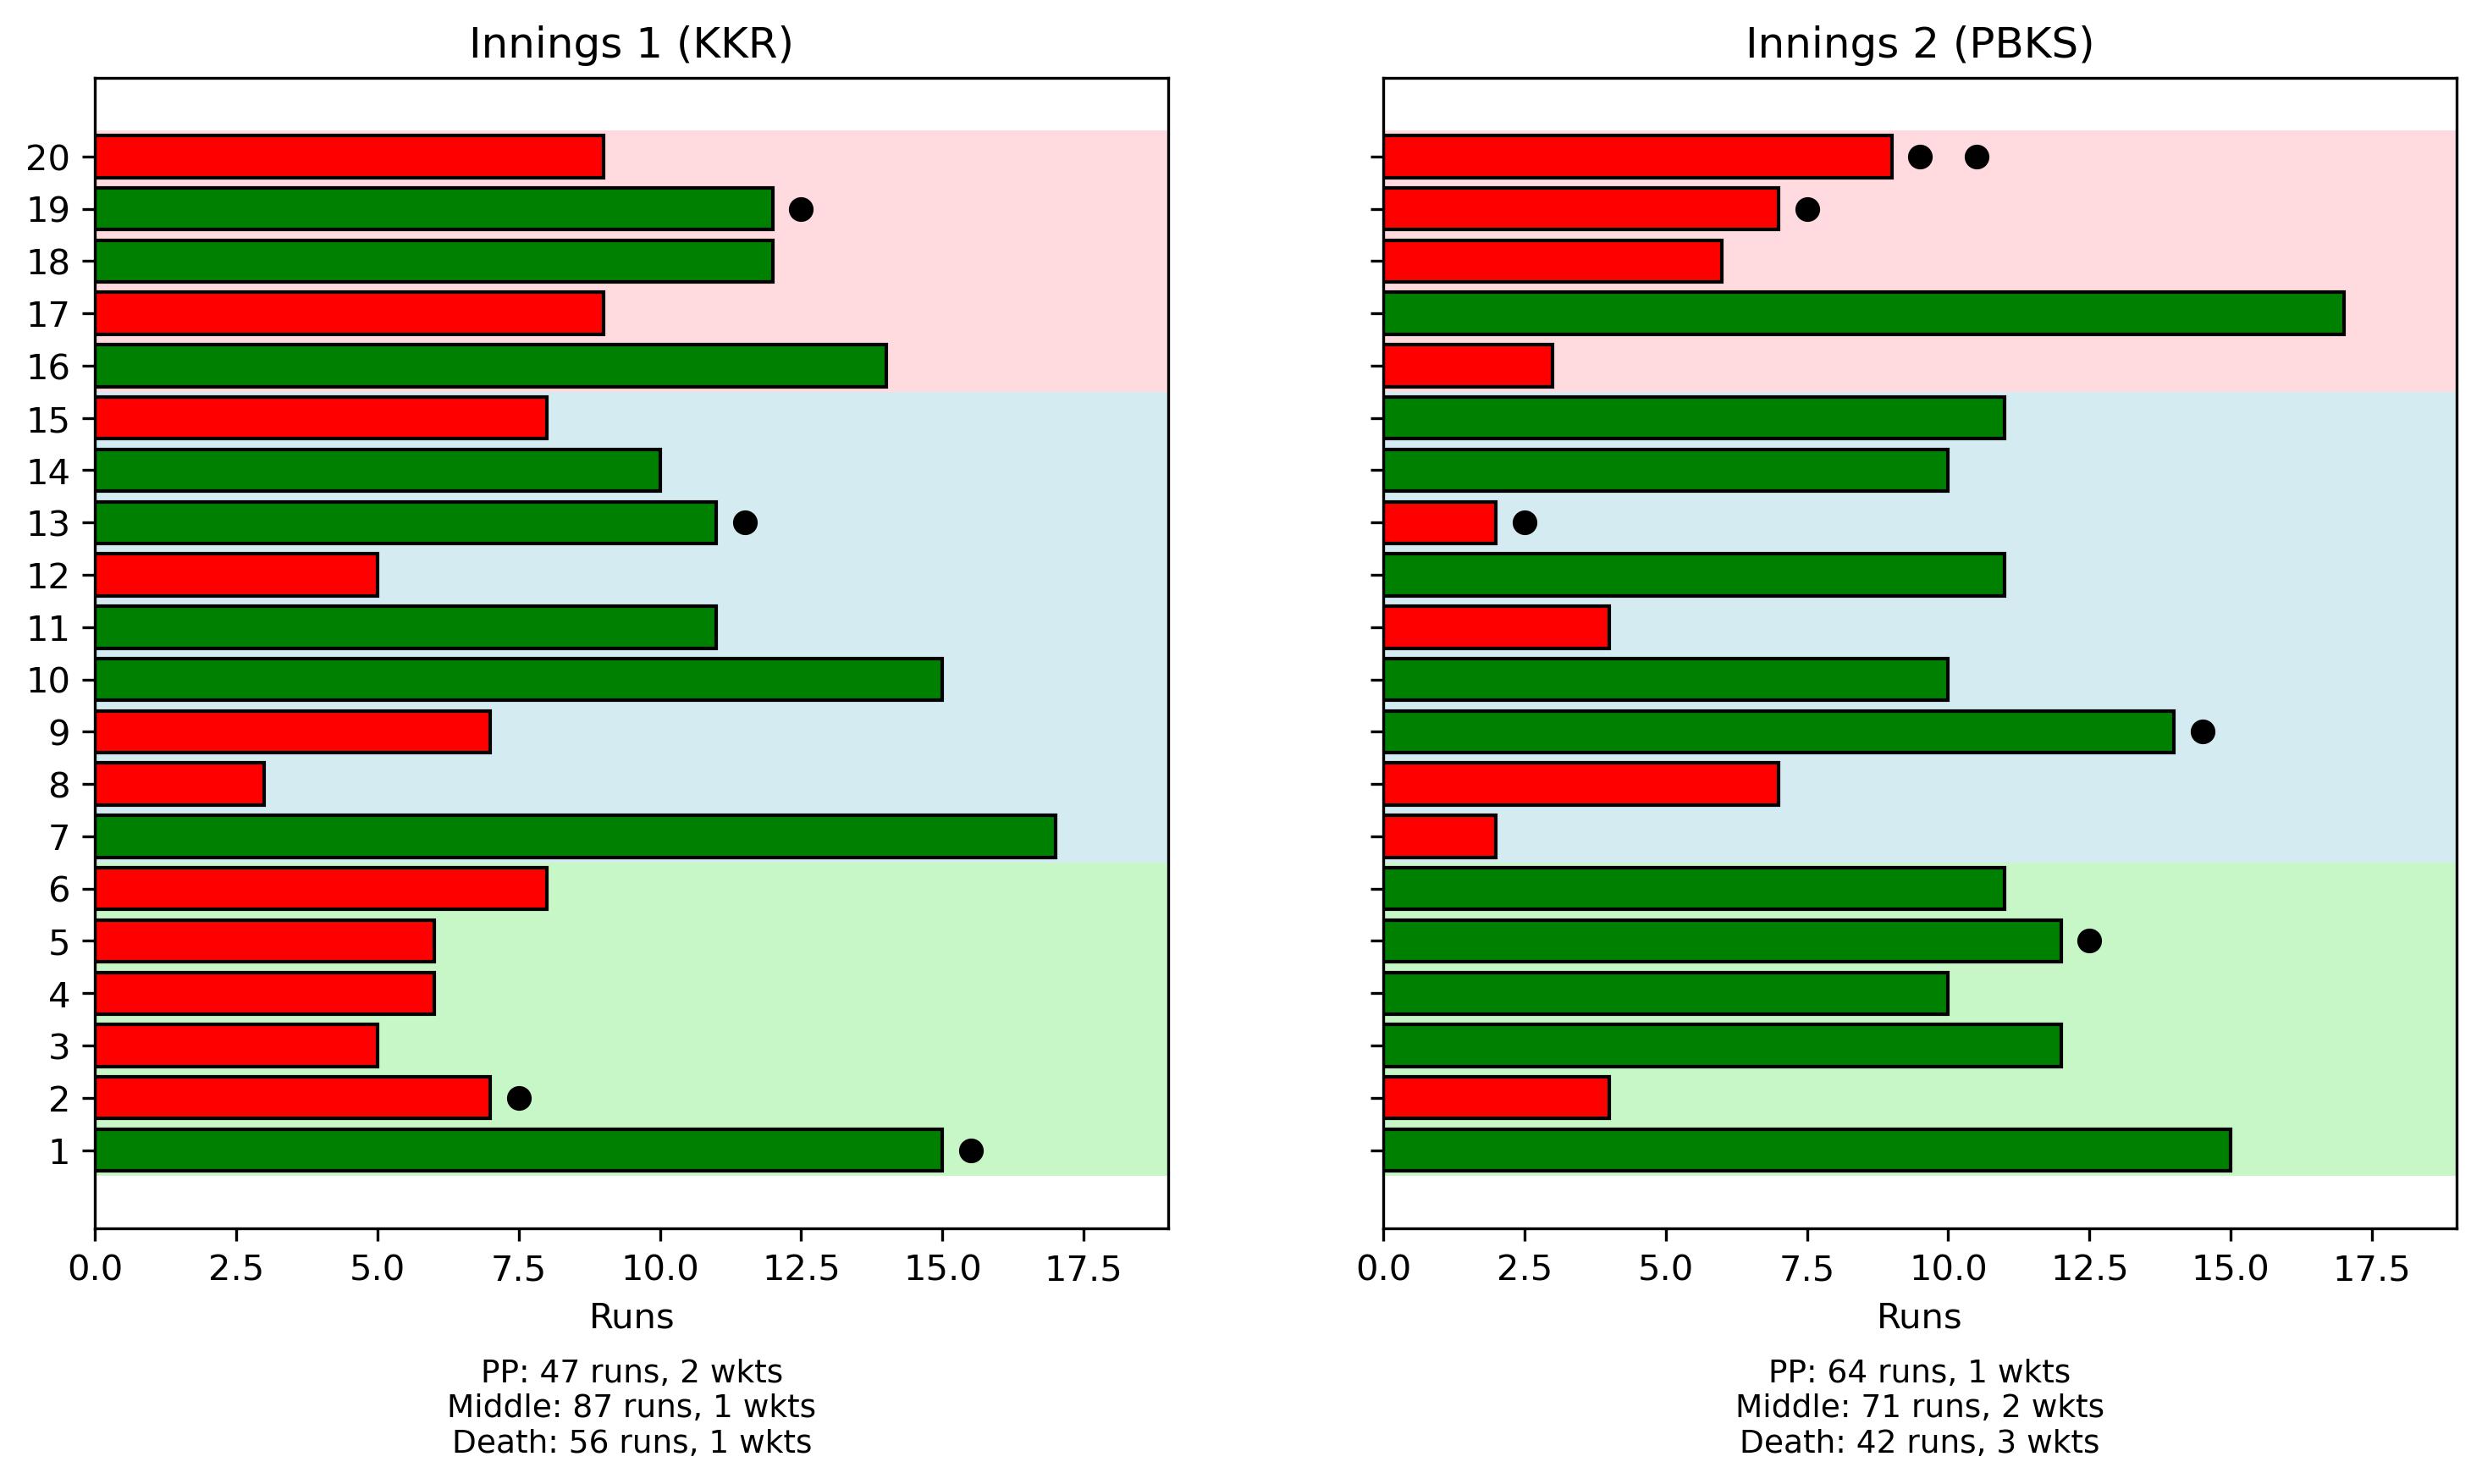 Innings 1 (KKR)
20
19
18
17
16
15
14
13
12
11
10
9
8
7
6
5
4
3
2
1
0.0 2.5 5.0 7.5 10.0 12.5 15.0 17.5
Runs
PP: 47 runs, 2 wkts
Middle: 87 runs, 1 wkts
Death: 56 runs, 1 wkts
Innings 2 (PBKS)
0.0 2.5 5.0 7.5 10.0 12.5 15.0 17.5
Runs
PP: 64 runs, 1 wkts
Middle: 71 runs, 2 wkts
Death: 42 runs, 3 wkts